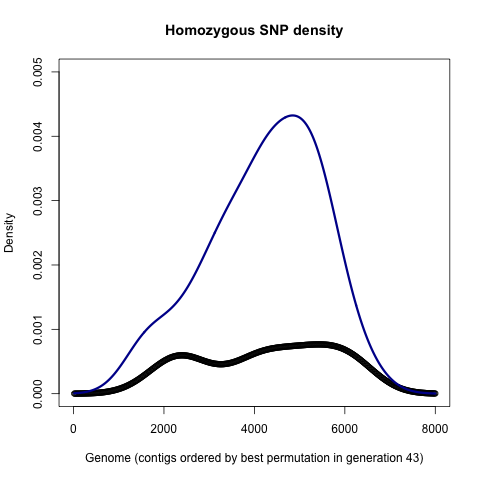 Homozygous SNP density
0.005
0.004
0.003
0.002
0.001
0.000
Density
0 2000 4000 6000 8000
Genome (contigs ordered by best permutation in generation 43)